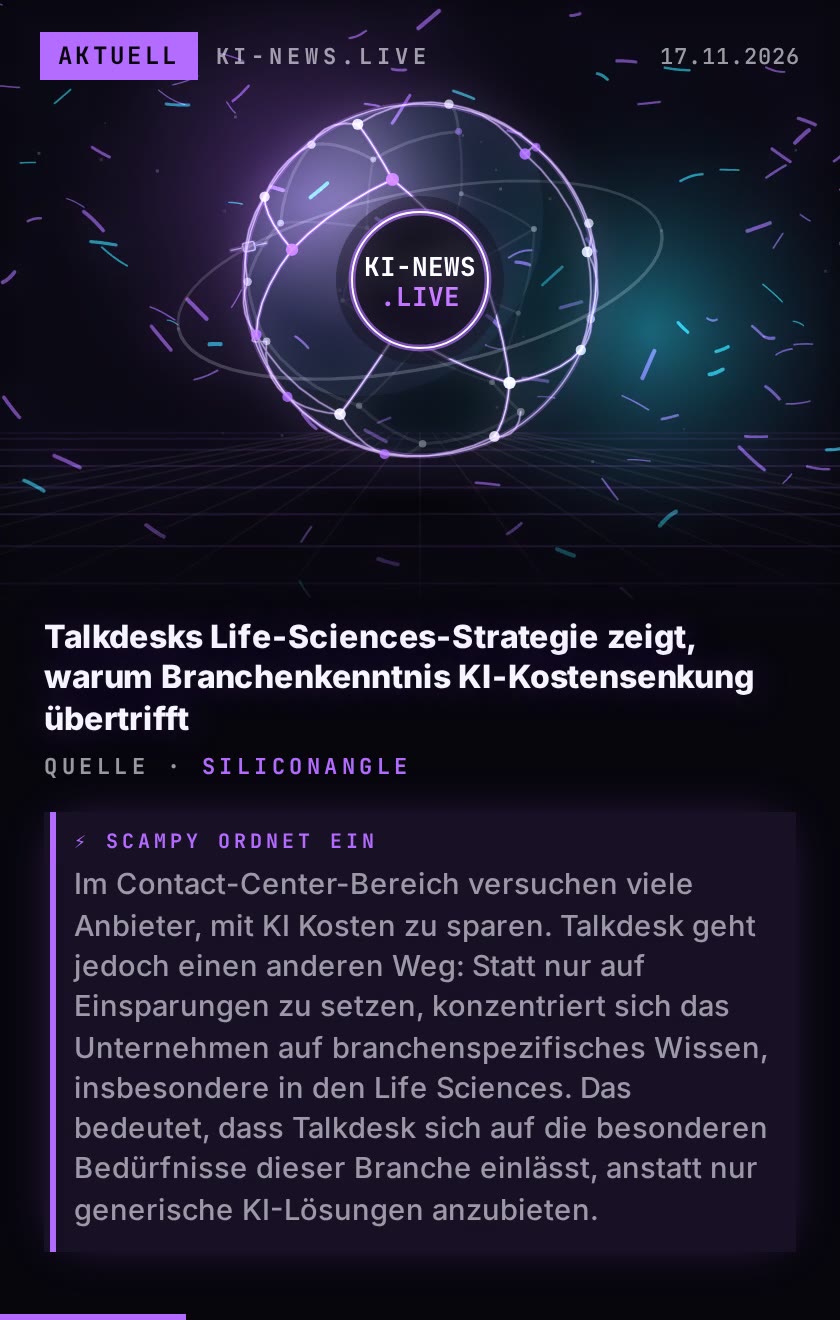 AKTUELL KI-NEWS.LIVE 17.11.2026
KI-NEWS
.LIVE
Talkdesks Life-Sciences-Strategie zeigt,
warum Branchenkenntnis KI-Kostensenkung
übertrifft
QUELLE · SILICONANGLE
⚡ SCAMPY ORDNET EIN
Im Contact-Center-Bereich versuchen viele
Anbieter, mit KI Kosten zu sparen. Talkdesk geht
jedoch einen anderen Weg: Statt nur auf
Einsparungen zu setzen, konzentriert sich das
Unternehmen auf branchenspezifisches Wissen,
insbesondere in den Life Sciences. Das
bedeutet, dass Talkdesk sich auf die besonderen
Bedürfnisse dieser Branche einlässt, anstatt nur
generische KI-Lösungen anzubieten.